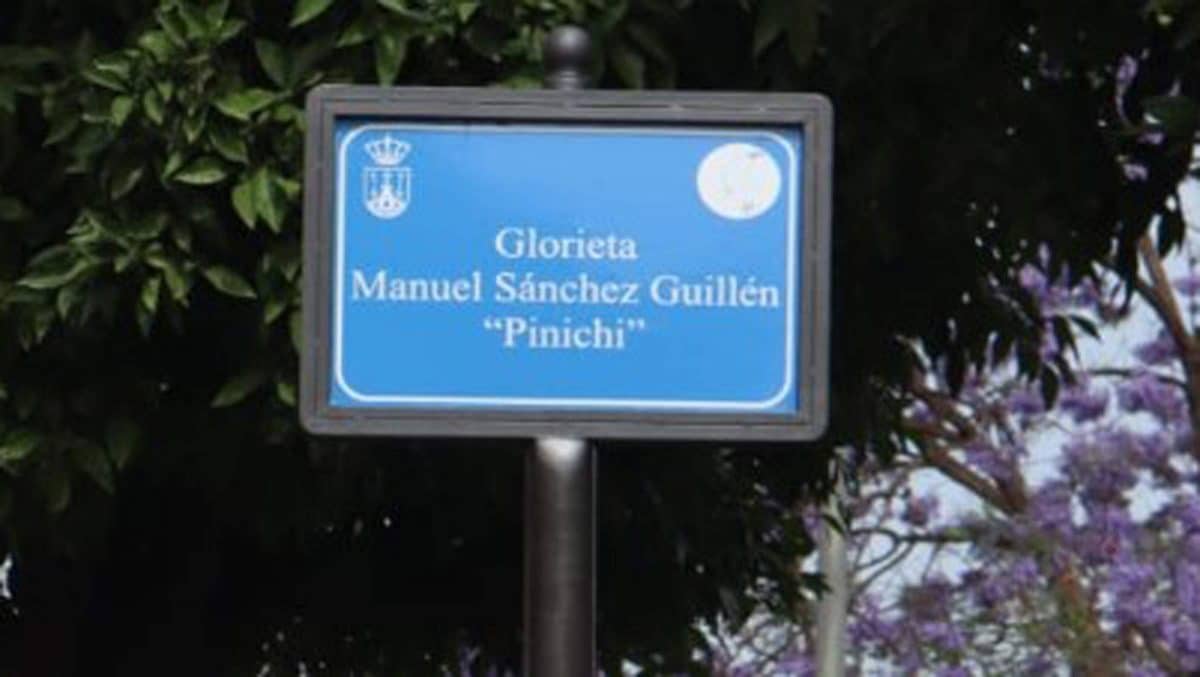 Glorieta
Manuel Sánchez Guillén
“Pinichi”